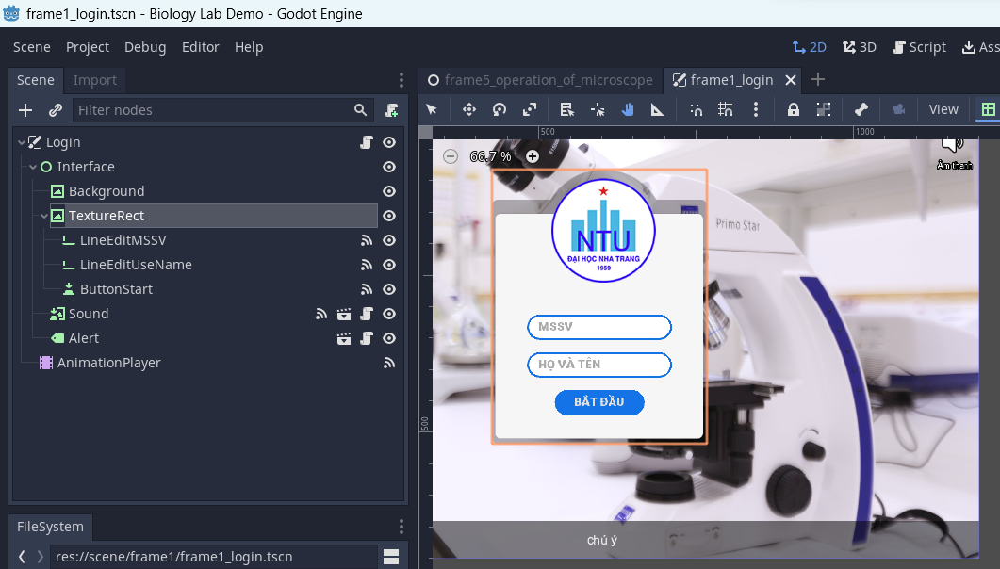 frame1_login.tscn - Biology Lab Demo - Godot Engine
Scene Project Debug Editor Help
2D 3D Script Ass
Scene Import
frame5_operation_of_microscope frame1_login
Filter nodes
View
500 1000
Login
Interface
Background
TextureRect
LineEditMSSV
LineEditUseName
ButtonStart
Sound
Alert
AnimationPlayer
66.7 %
Âm thanh
Primo Star
NTU
ĐẠI HỌC NHA TRANG
1959
MSSV
HỌ VÀ TÊN
BẮT ĐẦU
500
chú ý
FileSystem
res://scene/frame1/frame1_login.tscn